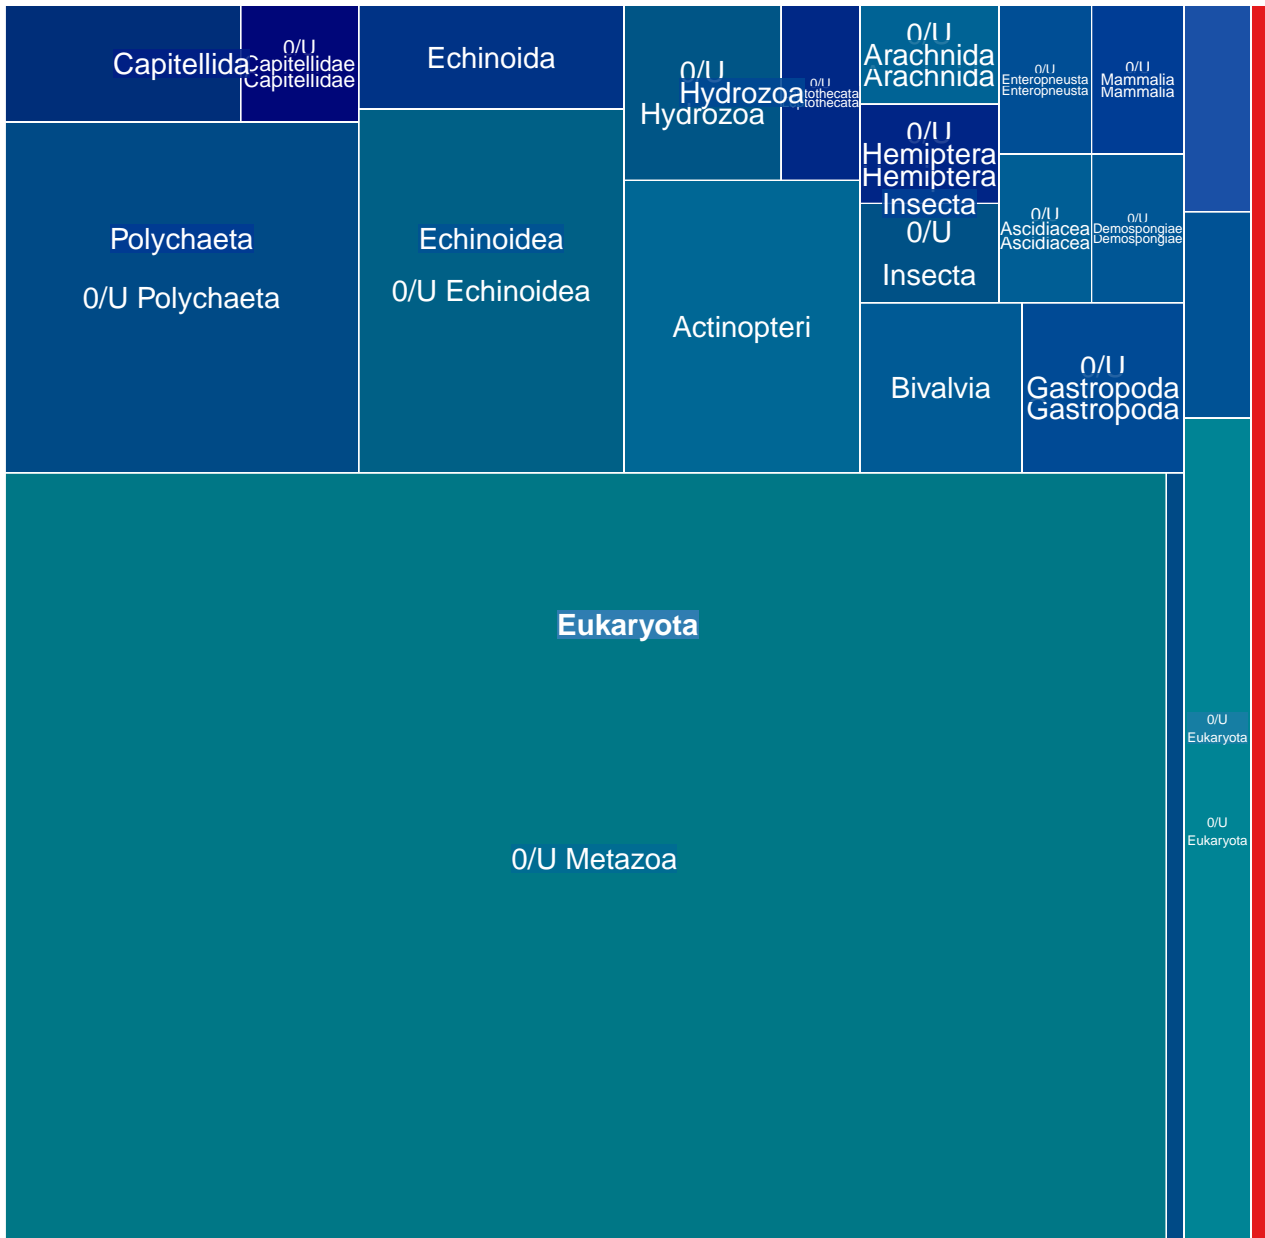 Capitellida
0/U
Capitellidae
Capitellidae
Echinoida
0/U
Hydrozoa
Hydrozoa
0/U
0/U
Arachnida
Arachnida
0/U
Enteropneusta
Enteropneusta
0/U
Mammalia
Mammalia
0/U
Hemiptera
Hemiptera
Insecta
0/U
Insecta
0/U
Ascidiacea
Ascidiacea
0/U
Demospongiae
Demospongiae
Polychaeta
0/U Polychaeta
Echinoidea
0/U Echinoidea
Actinopteri
Bivalvia
0/U
Gastropoda
Gastropoda
Eukaryota
0/U Metazoa
0/U
Eukaryota
0/U
Eukaryota